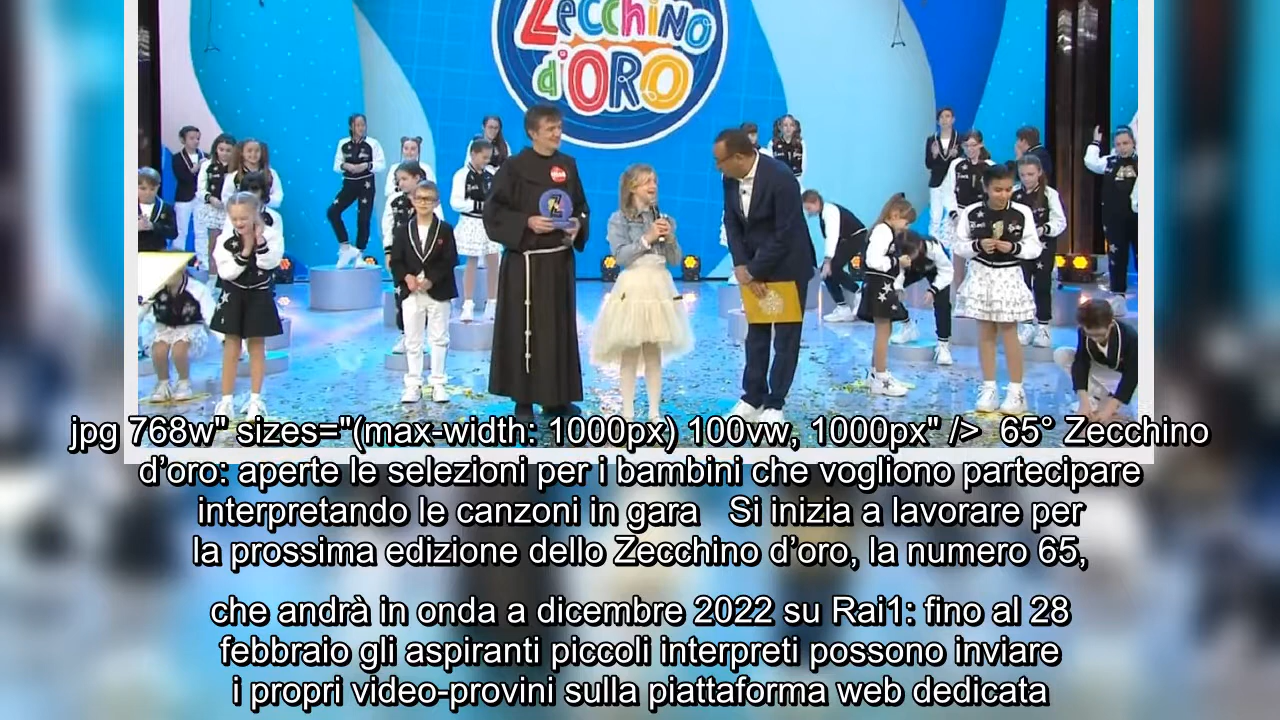 Zecchino
d'ORO
jpg 768w" sizes="(max-width: 1000px) 100vw, 1000px" /> 65° Zecchino
d’oro: aperte le selezioni per i bambini che vogliono partecipare
interpretando le canzoni in gara Si inizia a lavorare per
la prossima edizione dello Zecchino d’oro, la numero 65,
che andrà in onda a dicembre 2022 su Rai1: fino al 28
febbraio gli aspiranti piccoli interpreti possono inviare
i propri video-provini sulla piattaforma web dedicata